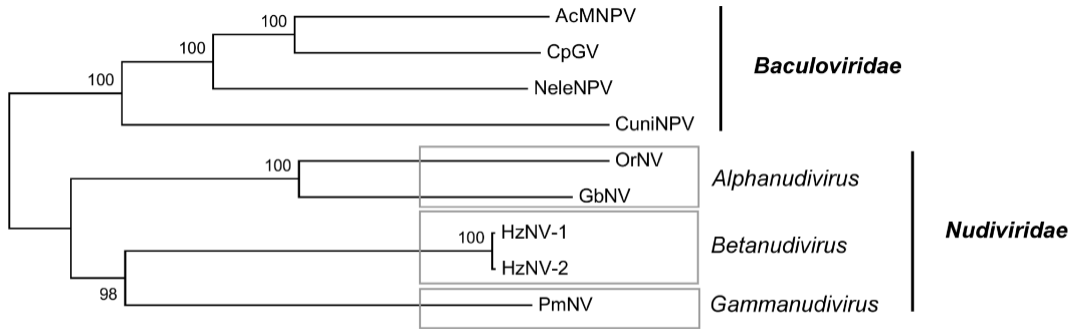 AcMNPV
100
CpGV
100
NeleNPV
100
CuniNPV
Baculoviridae
OrNV
100
GbNV
Alphanudivirus
HzNV-1
100
HzNV-2
Betanudivirus
Nudiviridae
98
PmNV
Gammanudivirus